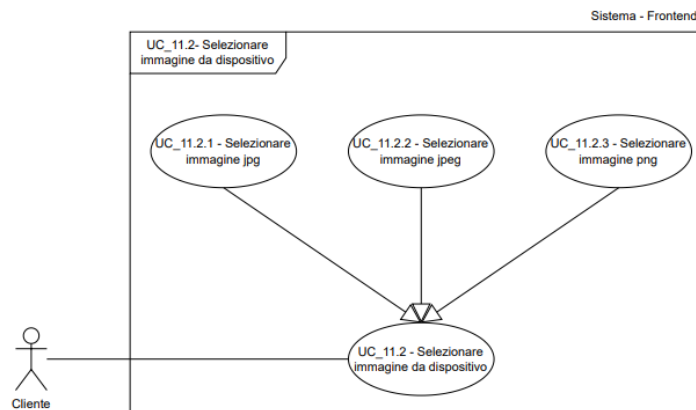 Sistema - Frontend
UC_11.2- Selezionare
immagine da dispositivo
UC_11.2.1 - Selezionare
immagine jpg
UC_11.2.2 - Selezionare
immagine jpeg
UC_11.2.3 - Selezionare
immagine png
UC_11.2 - Selezionare
immagine da dispositivo
Cliente